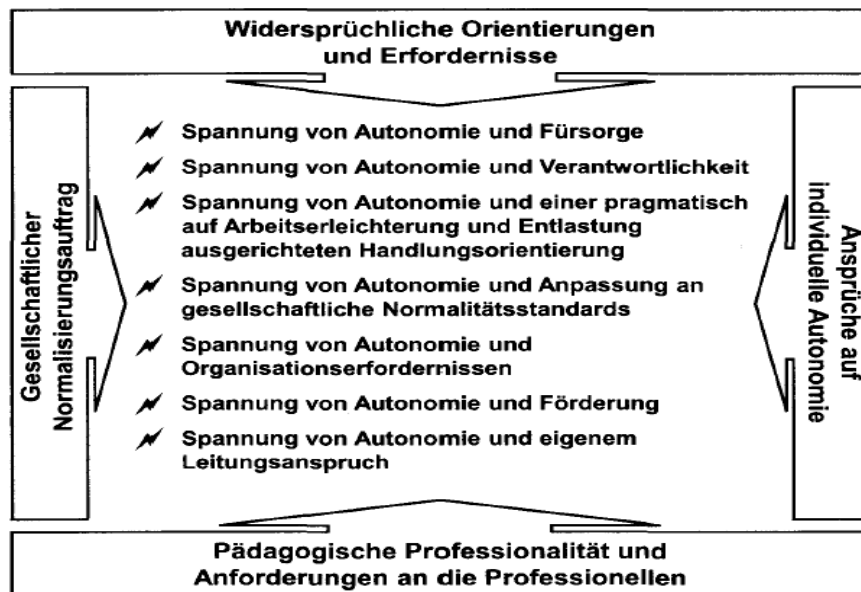 Widersprüchliche Orientierungen
und Erfordernisse
Gesellschaftlicher
Normalisierungsauftrag
Spannung von Autonomie und Fürsorge
Spannung von Autonomie und Verantwortlichkeit
Spannung von Autonomie und einer pragmatisch
auf Arbeitserleichterung und Entlastung
ausgerichteten Handlungsorientierung
Spannung von Autonomie und Anpassung an
gesellschaftliche Normalitätsstandards
Spannung von Autonomie und
Organisationserfordernissen
Spannung von Autonomie und Förderung
Spannung von Autonomie und eigenem
Leitungsanspruch
Ansprüche auf
individuelle Autonomie
Pädagogische Professionalität und
Anforderungen an die Professionellen